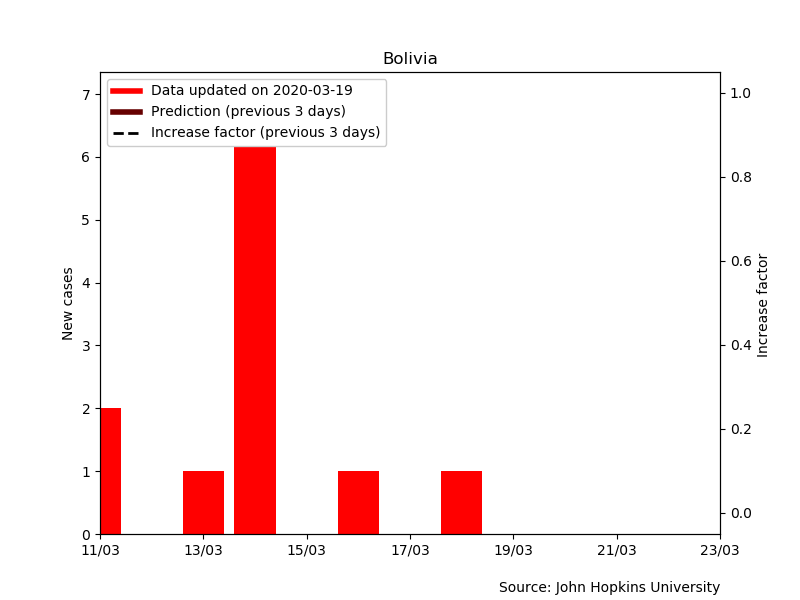 Bolivia
Data updated on 2020-03-19
Prediction (previous 3 days)
Increase factor (previous 3 days)
7
6
5
4
3
2
1
0
New cases
1.0
0.8
0.6
0.4
0.2
0.0
Increase factor
11/03 13/03 15/03 17/03 19/03 21/03 23/03
Source: John Hopkins University